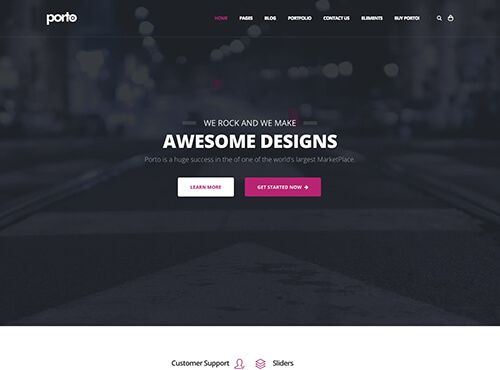 porto
HOME PAGES BLOG PORTFOLIO CONTACT US ELEMENTS BUY PORTO!
WE ROCK AND WE MAKE
AWESOME DESIGNS
Porto is a huge success in the of one of the world's largest MarketPlace.
LEARN MORE GET STARTED NOW
Customer Support Sliders